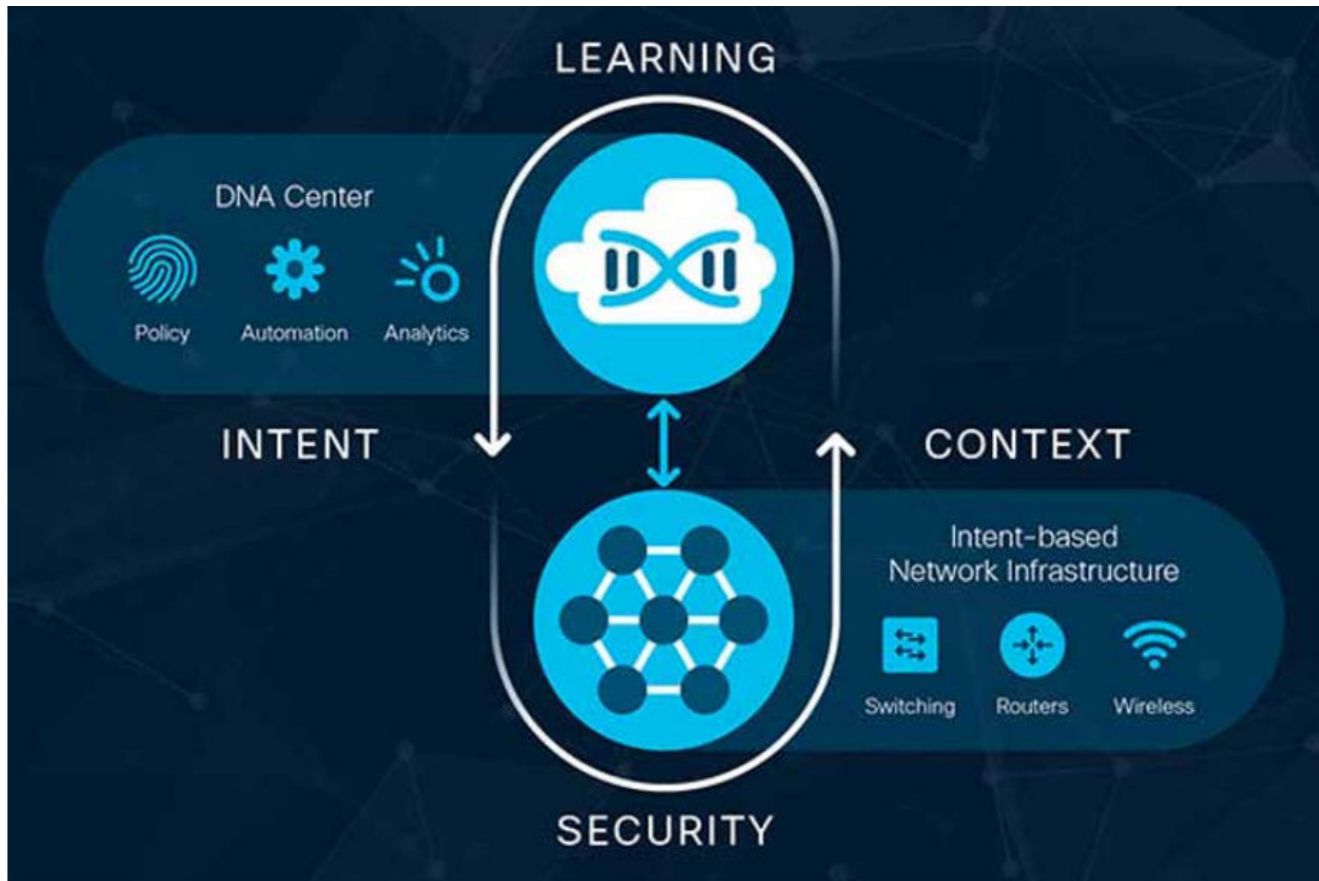 LEARNING
DNA Center
Policy
Automation
Analytics
INTENT
CONTEXT
Intent-based
Network Infrastructure
Switching
Routers
Wireless
SECURITY